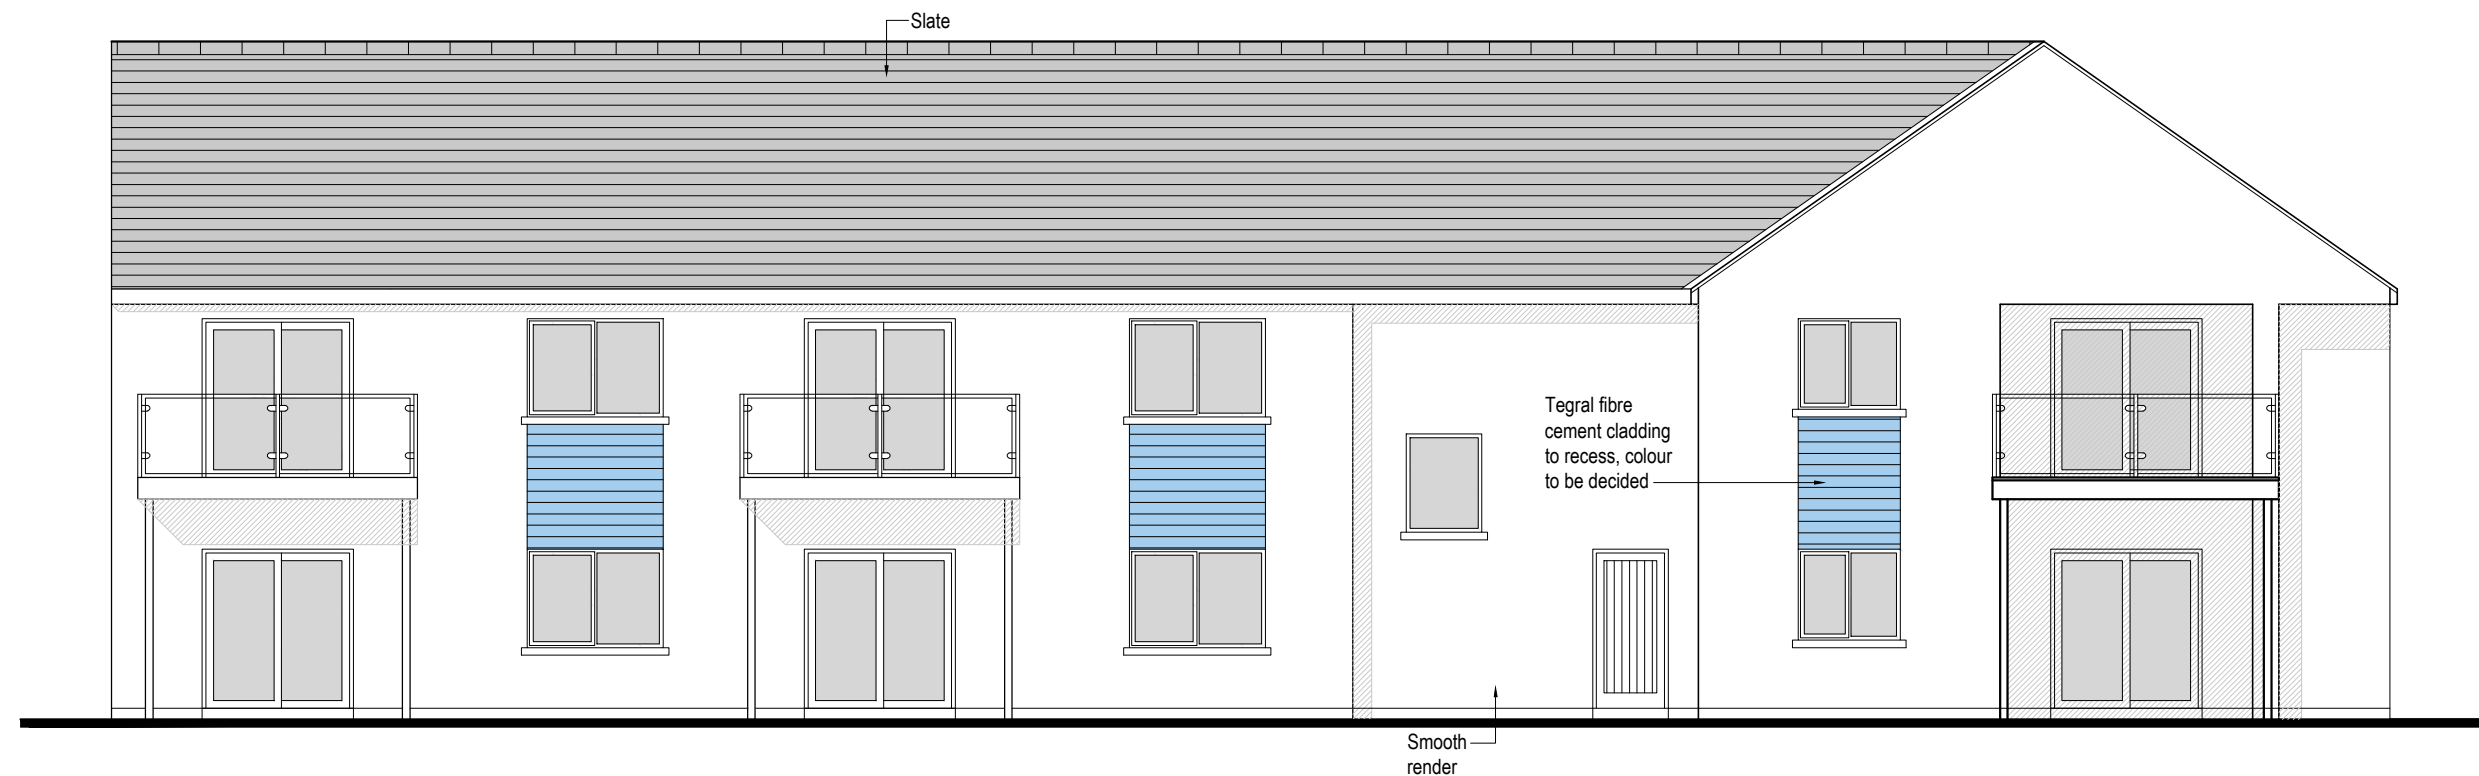 Slate
Tegral fibre
cement cladding
to recess, colour
to be decided
Smooth
render